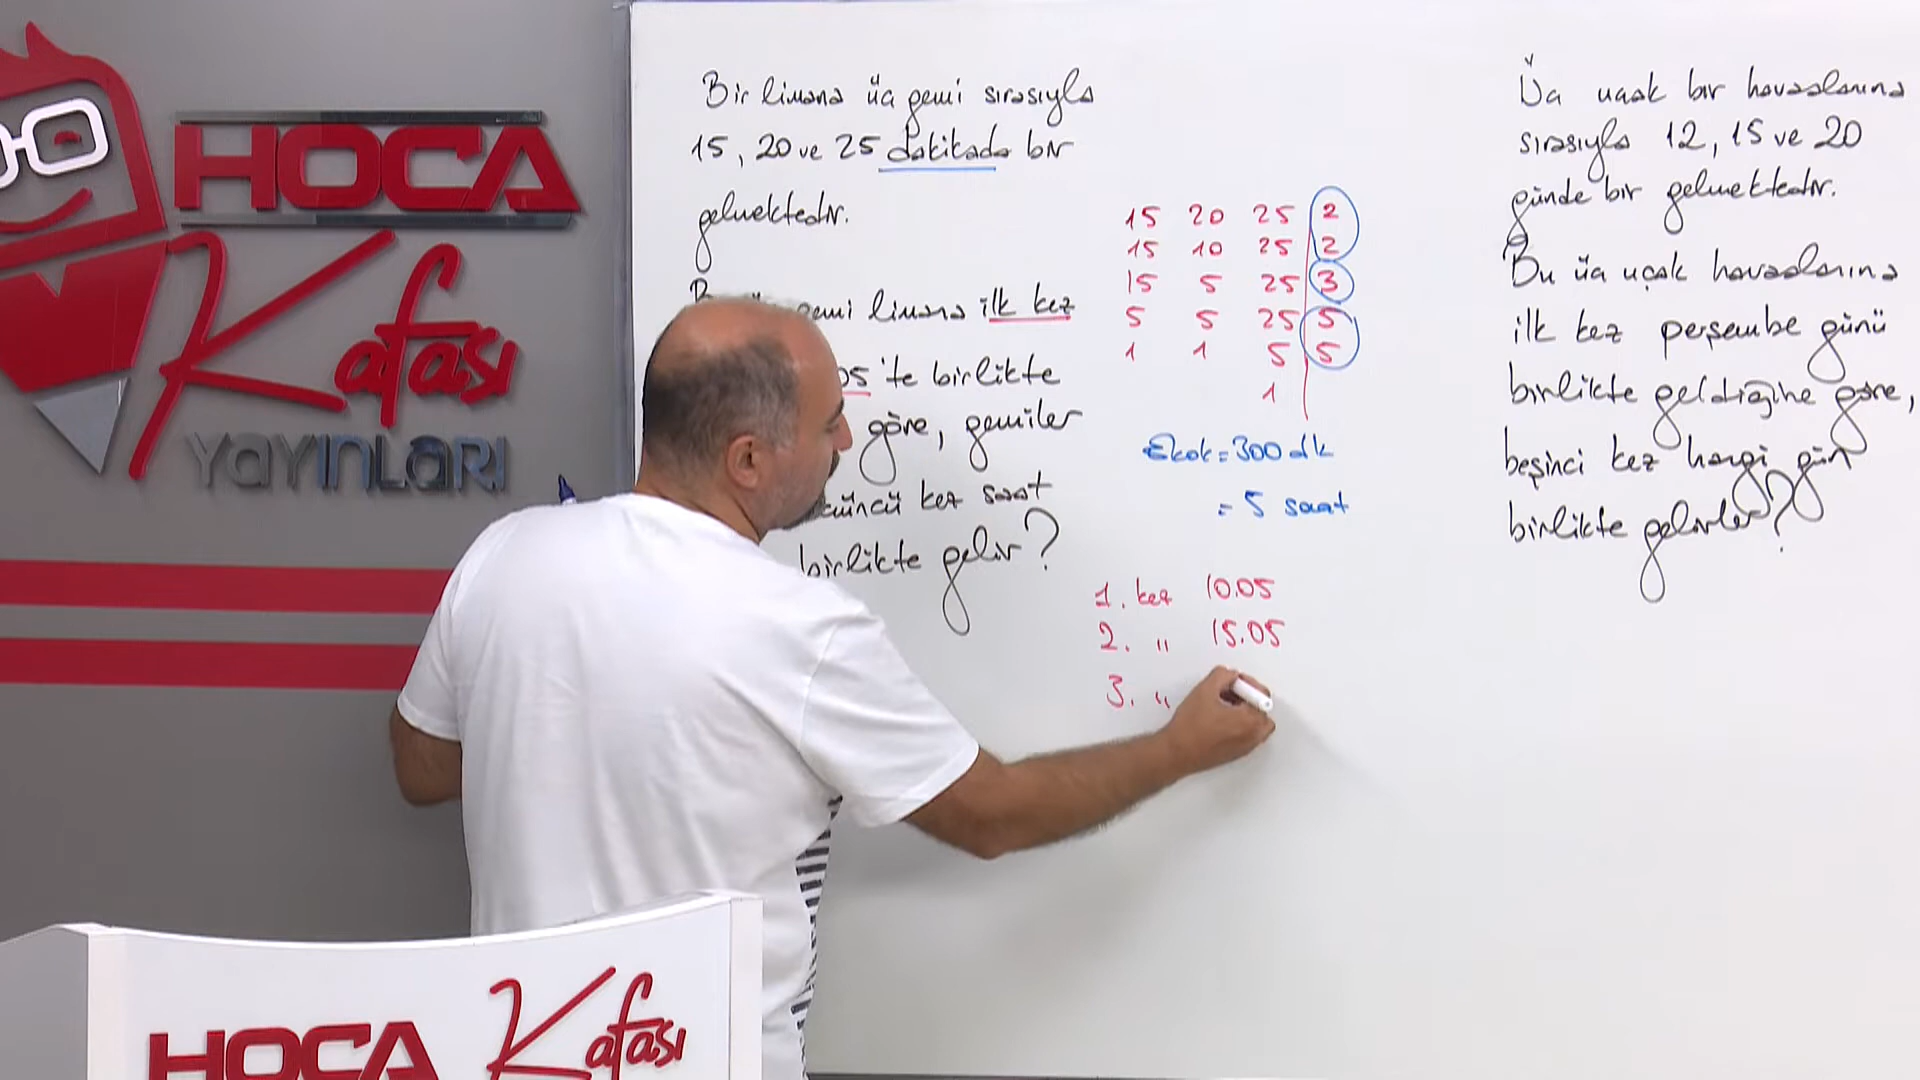 HOCA
Kafası
YAYINLARI
Bir limana üç gemi sırasıyla
15, 20 ve 25 dakikada bir
gelmektedir.
gemi limana ilk kez
05'te birlikte
göre, gemiler
üçüncü kez saat
birlikte gelir?
15 20 25 2
15 10 25 2
15 5 25 3
5 5 25 5
1 1 5 5
1
Ekok = 300 dk
= 5 saat
1. kez 10.05
2. " 15.05
3. "
Üç uçak bir havaalanına
sırasıyla 12, 15 ve 20
günde bir gelmektedir.
Bu üç uçak havaalanına
ilk kez perşembe günü
birlikte geldiğine göre,
beşinci kez hangi gün
birlikte gelirler?
HOCA
Kafası